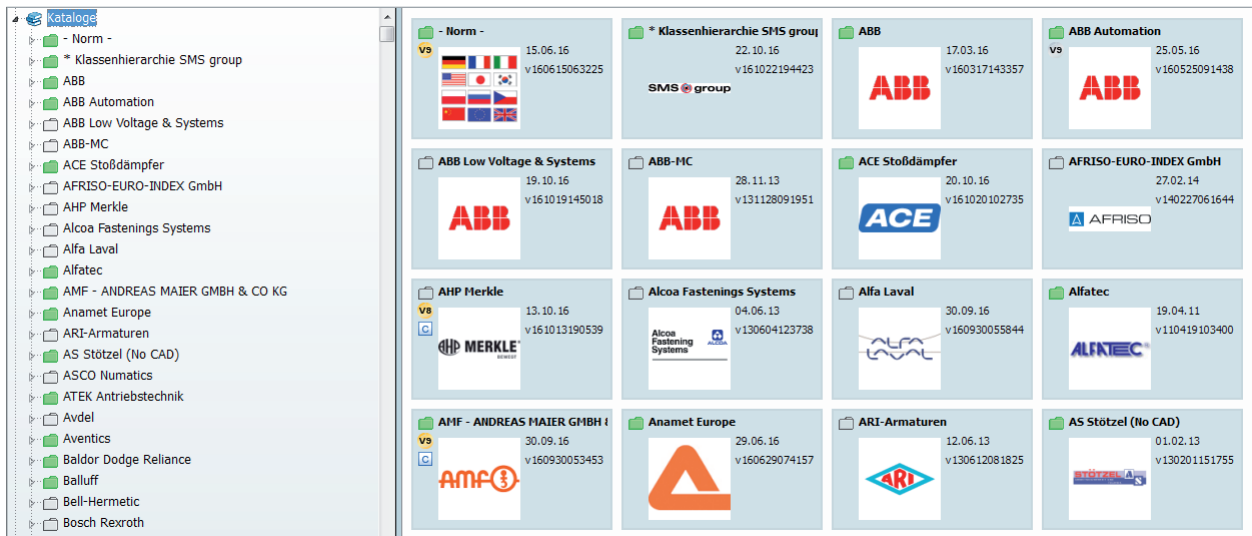 Kataloge
- Norm -
* Klassenhierarchie SMS group
ABB
ABB Automation
ABB Low Voltage & Systems
ABB-MC
ACE Stoßdämpfer
AFRISO-EURO-INDEX GmbH
AHP Merkle
Alcoa Fastenings Systems
Alfa Laval
Alfatec
AMF - ANDREAS MAIER GMBH & CO KG
Anamet Europe
ARI-Armaturen
AS Stötzel (No CAD)
ASCO Numatics
ATEK Antriebstechnik
Avdel
Aventics
Baldor Dodge Reliance
Balluff
Bell-Hermetic
Bosch Rexroth
- Norm -
V9
15.06.16
v160615063225
* Klassenhierarchie SMS group
22.10.16
v161022194423
SMS group
ABB
17.03.16
v160317143357
ABB
ABB Automation
V9
25.05.16
v160525091438
ABB
ABB Low Voltage & Systems
19.10.16
v161019145018
ABB
ABB-MC
28.11.13
v131128091951
ABB
ACE Stoßdämpfer
20.10.16
v161020102735
ACE
AFRISO-EURO-INDEX GmbH
27.02.14
v140227061644
AFRISO
AHP Merkle
V8
C
13.10.16
v161013190539
AHP MERKLE
Alcoa Fastenings Systems
04.06.13
v130604123738
Alcoa
Fastening
Systems
ALCOA
Alfa Laval
30.09.16
v160930055844
ALFA
LAVAL
Alfatec
19.04.11
v110419103400
ALFATEC
AMF - ANDREAS MAIER GMBH &
V9
C
30.09.16
v160930053453
AMF
Anamet Europe
29.06.16
v160629074157
ARI-Armaturen
12.06.13
v130612081825
ARI
AS Stötzel (No CAD)
01.02.13
v130201151755
STÖTZEL
A
S